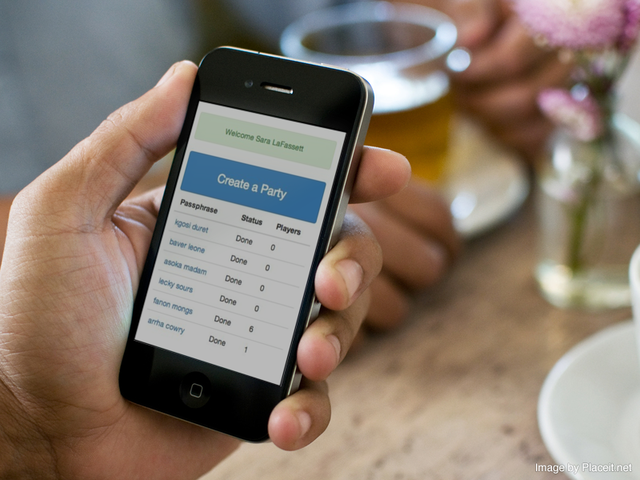 Welcome Sara LaFassett
Create a Party
Passphrase Status Players
kgosi duret Done 0
baver leone Done 0
asoka madam Done 0
lecky sours Done 0
fanon mongs Done 6
arrha cowry Done 1
Image by Placeit.net